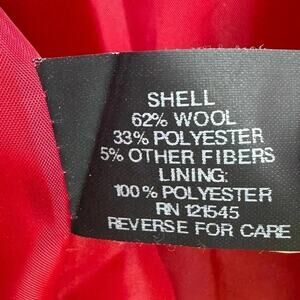 SHELL
62% WOOL
33% POLYESTER
5% OTHER FIBERS
LINING:
100% POLYESTER
RN 121545
REVERSE FOR CARE